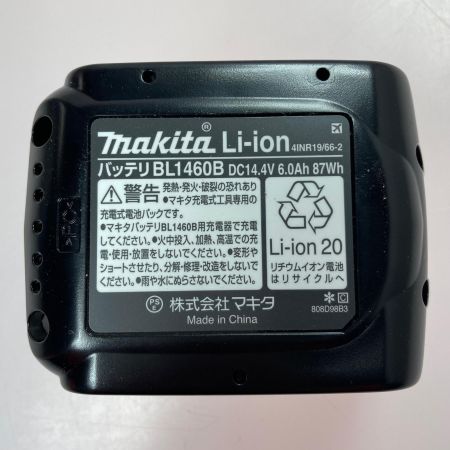 makita® Li-ion 4INR19/66-2
バッテリ BL1460B DC14.4V 6.0Ah 87Wh
警告 発熱・発火・破裂の恐れあり
●マキタ充電式工具専用の
充電式電池パックです。
●マキタバッテリBL1460B用充電器で充電
してください。●火中投入、加熱、高温での充
電・使用・放置をしないでください。●変形や
ショートさせたり、分解・修理・改造をしないで
ください。●雨や水にぬらさないでください。
Li-ion 20
リチウムイオン電池
はリサイクルへ
PS E 株式会社 マキタ
Made in China
＊C
808D98B3